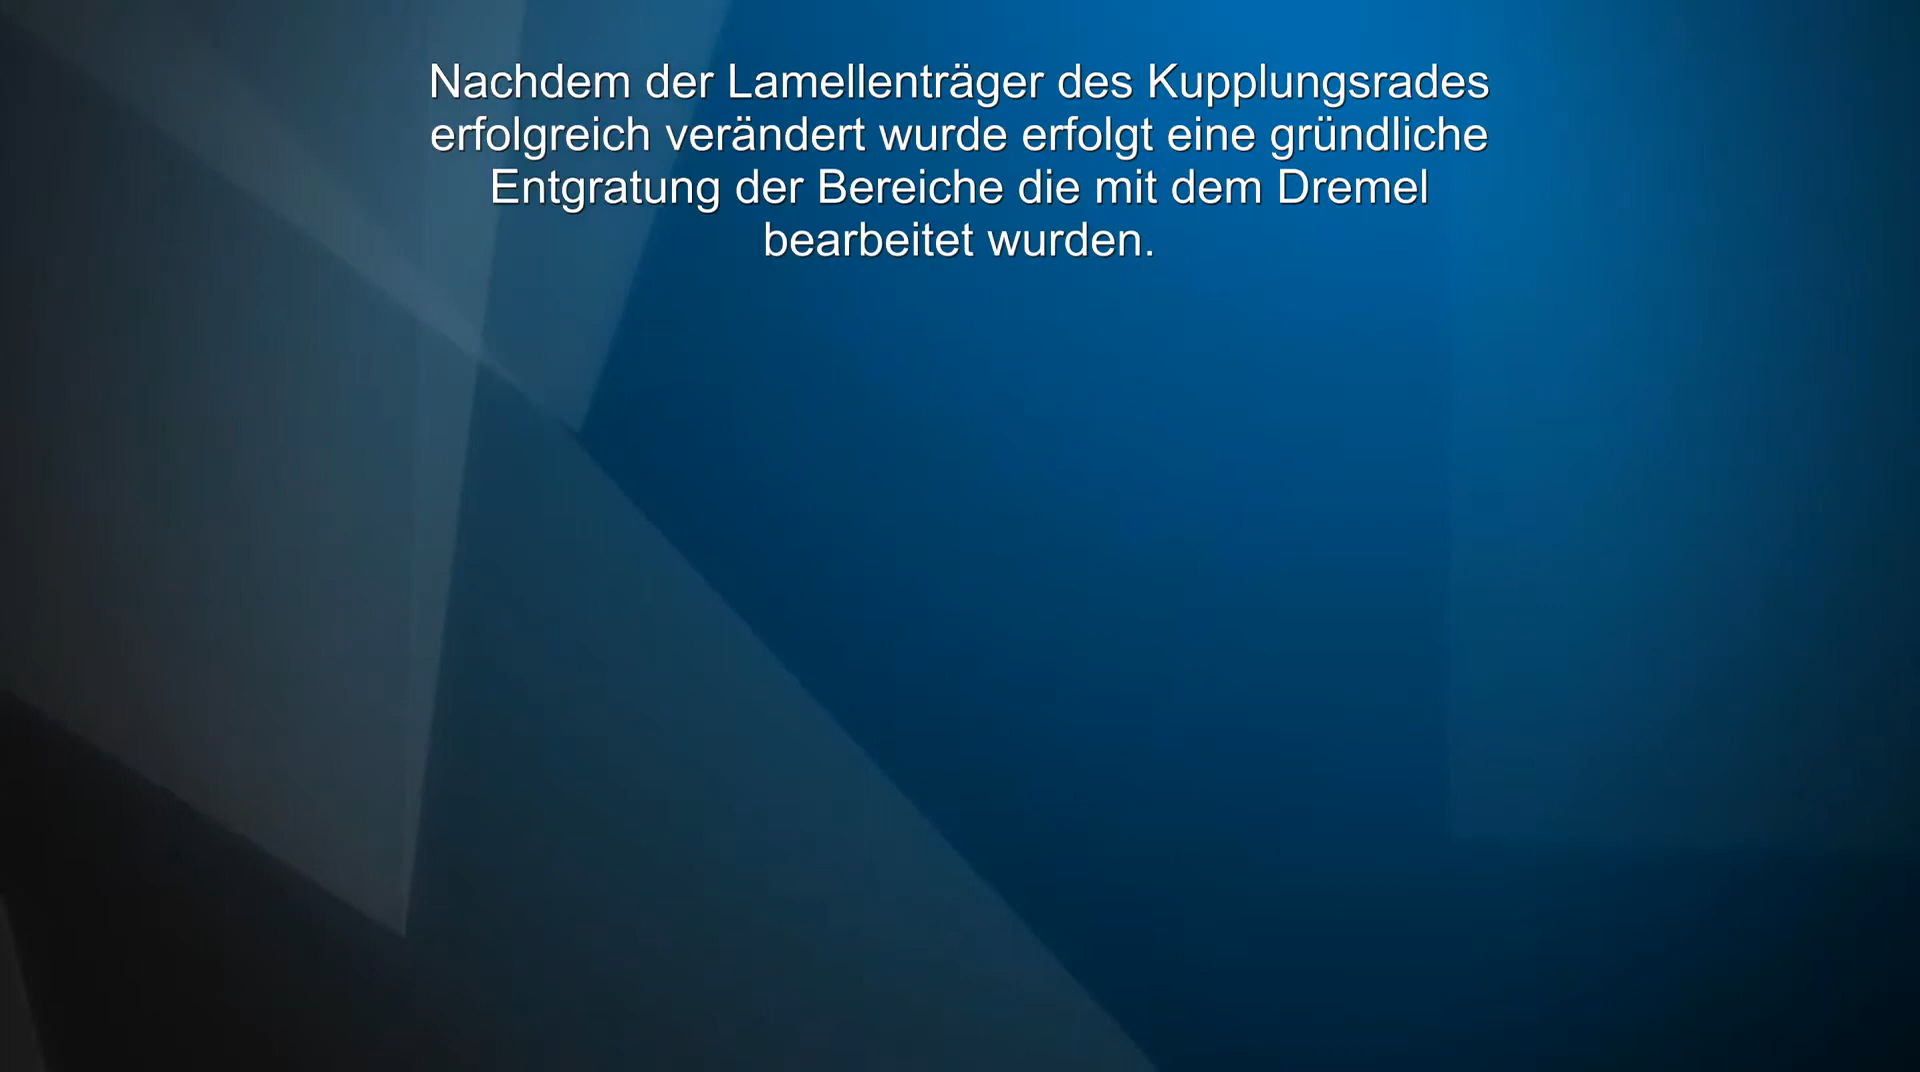 Nachdem der Lamellenträger des Kupplungsrades
erfolgreich verändert wurde erfolgt eine gründliche
Entgratung der Bereiche die mit dem Dremel
bearbeitet wurden.